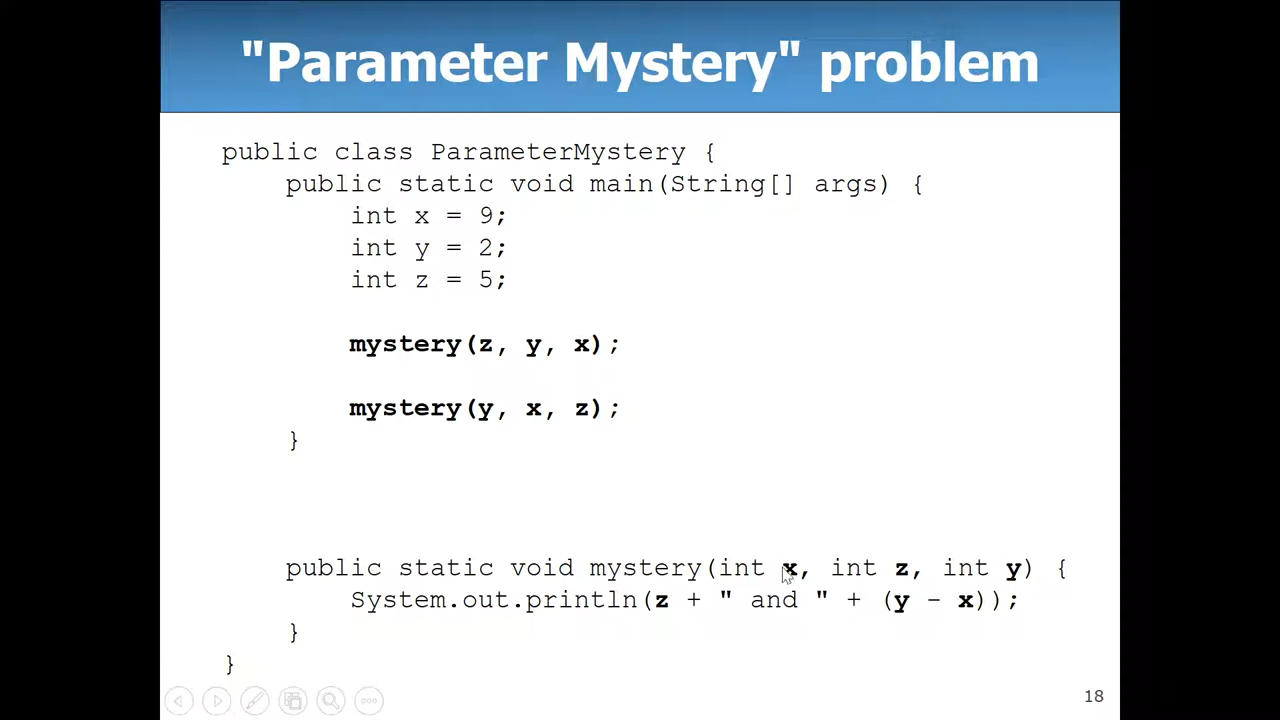 "Parameter Mystery" problem
public class ParameterMystery {
public static void main(String[] args) {
int x = 9;
int y = 2;
int z = 5;
mystery(z, y, x);
mystery(y, x, z);
}
public static void mystery(int x, int z, int y) {
System.out.println(z + " and " + (y – x));
}
}
18